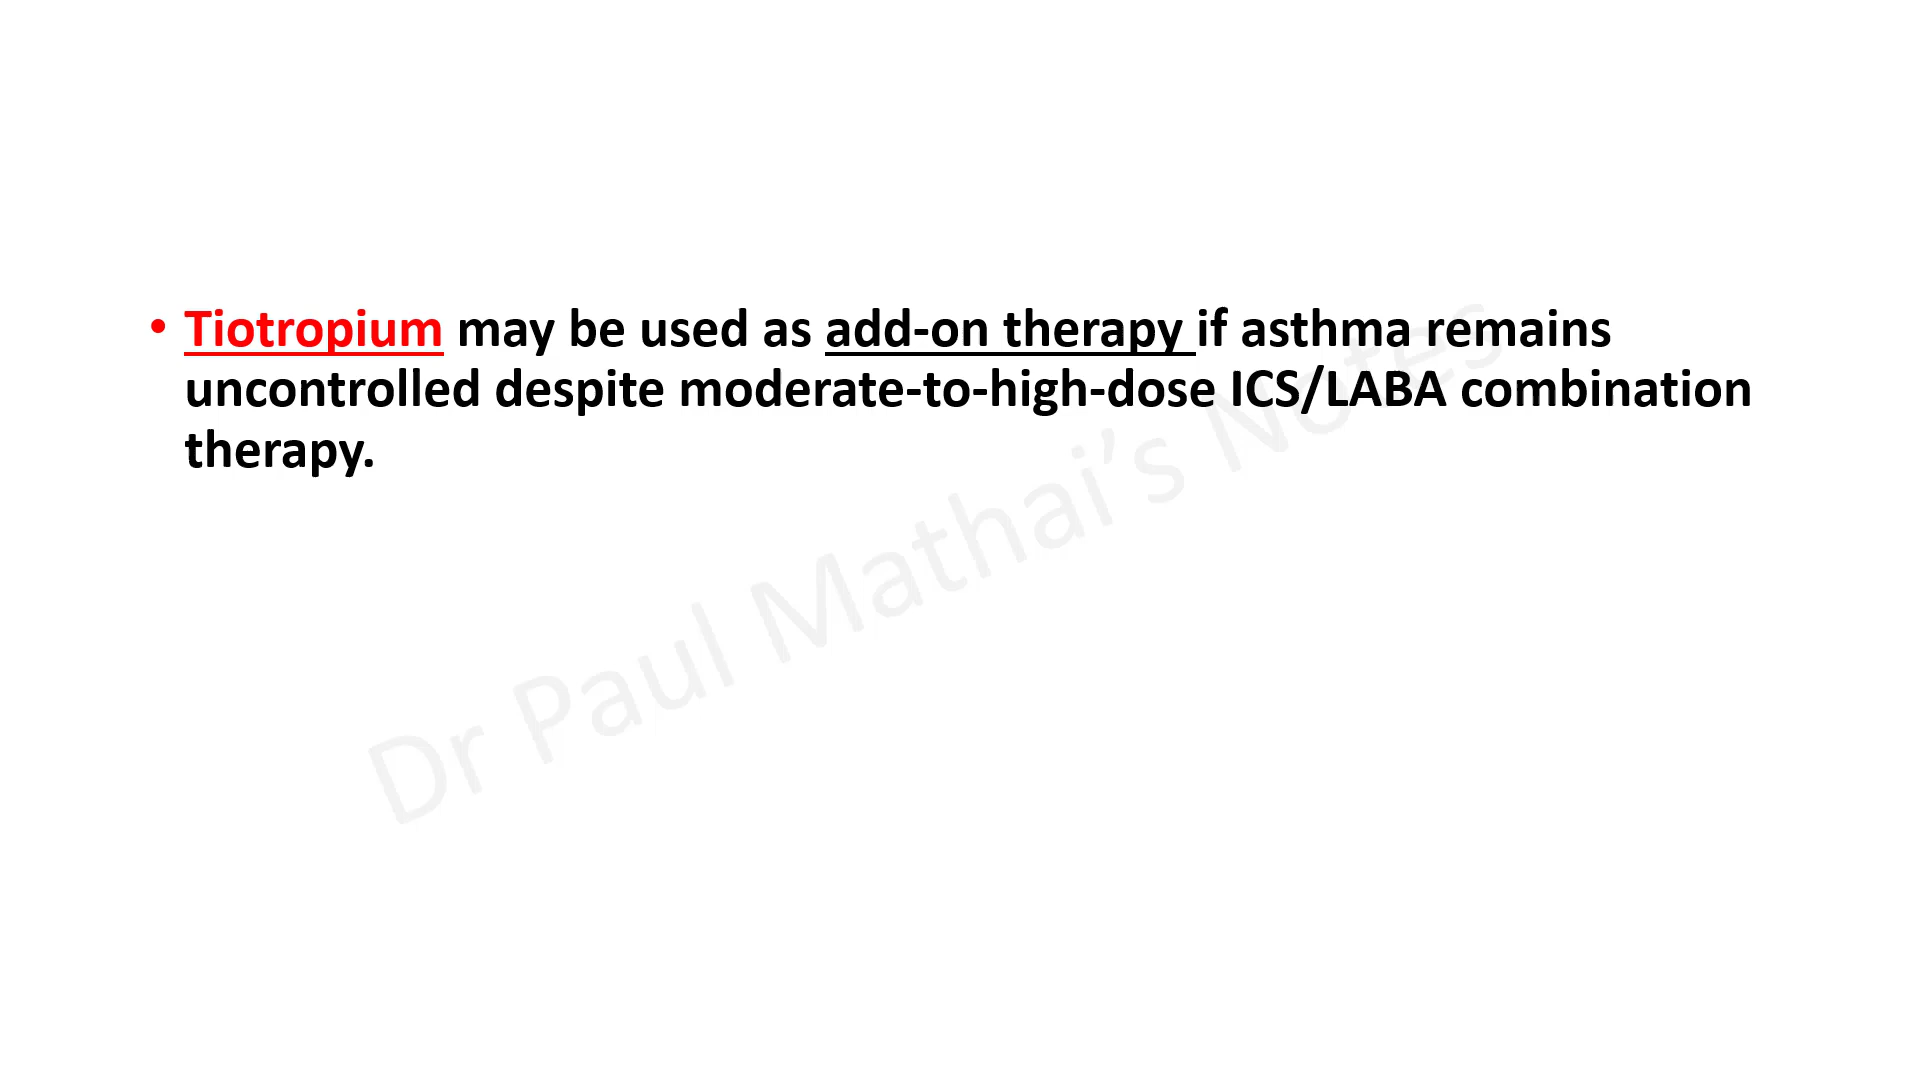 • Tiotropium may be used as add-on therapy if asthma remains
uncontrolled despite moderate-to-high-dose ICS/LABA combination
therapy.
Dr Paul Mathai’s Notes